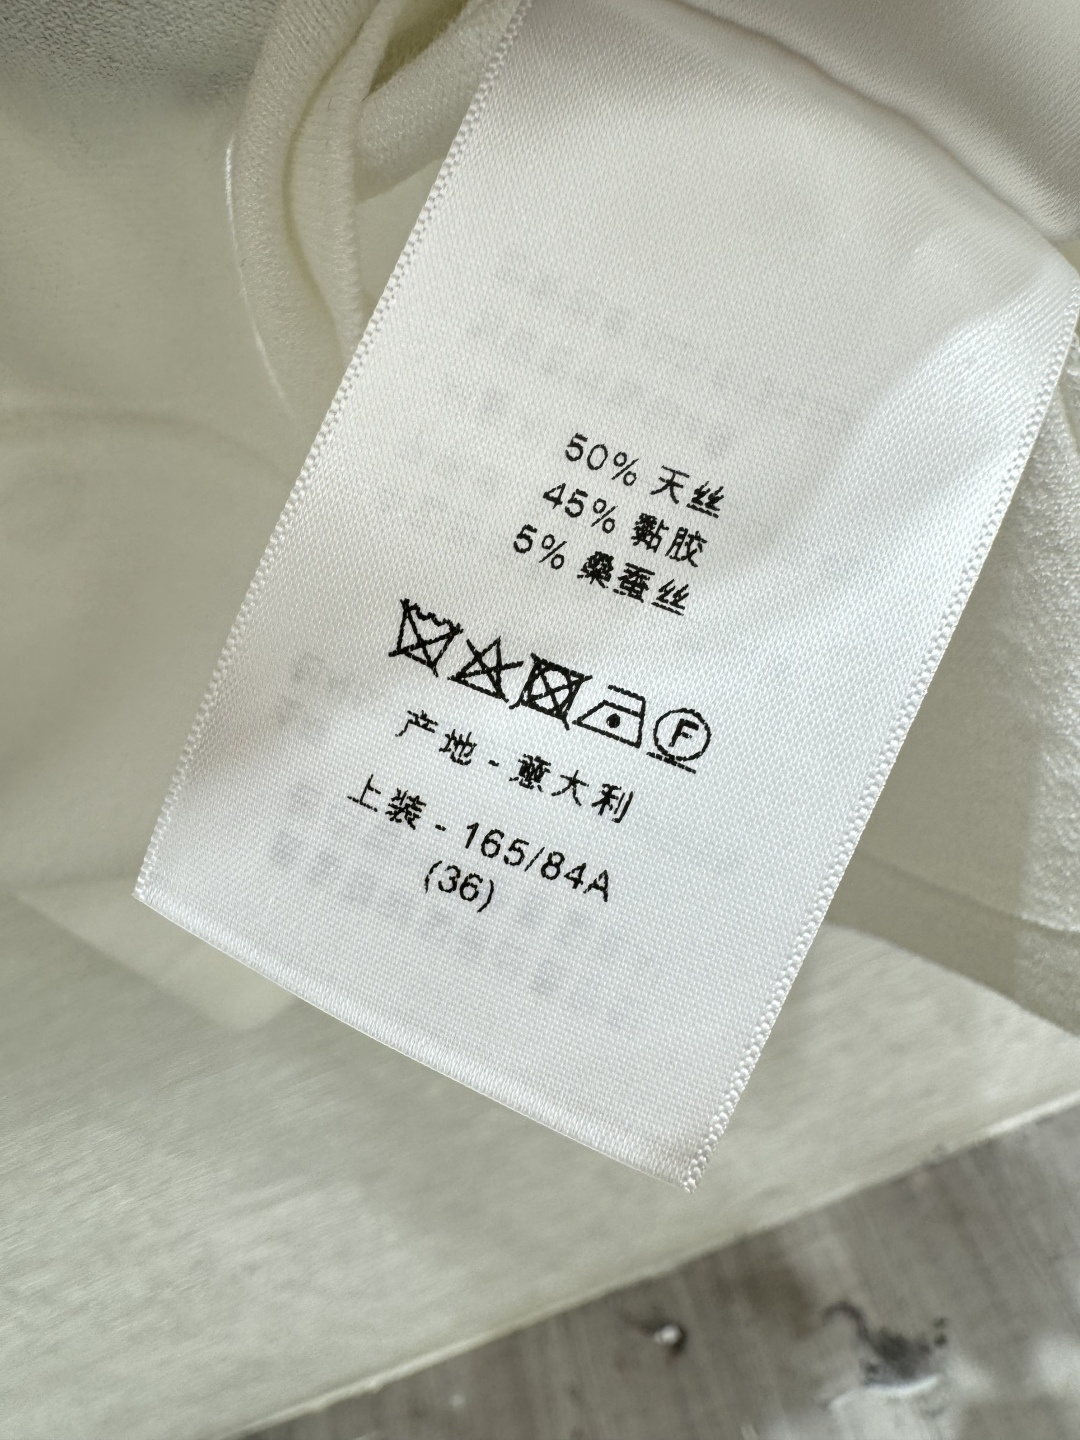 50% 天丝
45% 黏胶
5% 桑蚕丝
F
产地 - 意大利
上装 - 165/84A
(36)